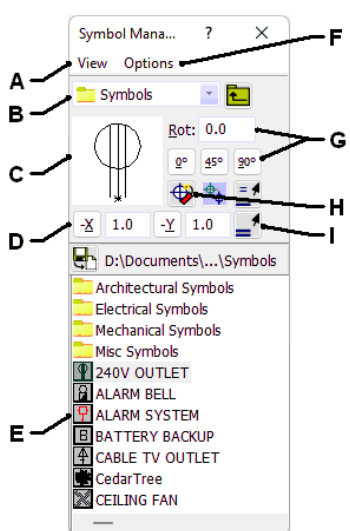 Symbol Mana... ? ×
F
View Options
A
Symbols
B
Rot: 0.0
G
0° 45° 90°
C
H
=
D
-X 1.0 -Y 1.0
=
I
D:\Documents\...\Symbols
Architectural Symbols
Electrical Symbols
Mechanical Symbols
Misc Symbols
240V OUTLET
ALARM BELL
E
ALARM SYSTEM
B BATTERY BACKUP
CABLE TV OUTLET
CedarTree
CEILING FAN